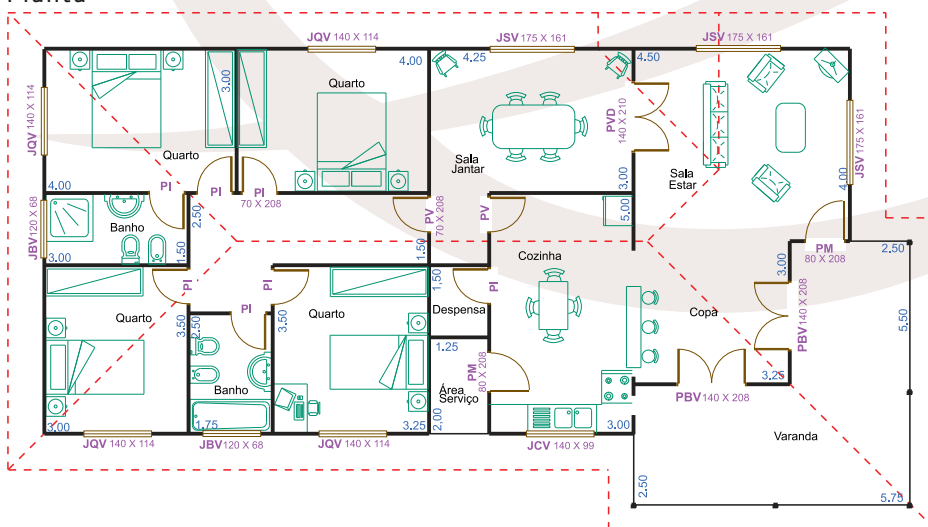 Planta
JQV 140 X 114
JSV 175 X 161
JSV 175 X 161
4.00
4.25
4.50
3.00
Quarto
JQV 140 X 114
Quarto
PVD
140 X 210
JSV 175 X 161
Sala
Jantar
Sala
Estar
4.00
PI
PI
70 X 208
3.00
4.00
2.50
PV
70 X 208
PV
5.00
JBV 120 X 68
Banho
3.00
1.50
1.50
Cozinha
PM
80 X 208
2.50
3.00
PI
PI
PI
1.50
Despensa
PI
Copa
PBV 140 X 208
5.50
Quarto
3.50
2.50
3.50
Quarto
1.25
PM
80 X 208
Área
Serviço
3.25
PBV 140 X 208
Banho
3.00
1.75
3.25
2,00
3.00
Varanda
JQV 140 X 114
JBV 120 X 68
JQV 140 X 114
JCV 140 X 99
2.50
5.75